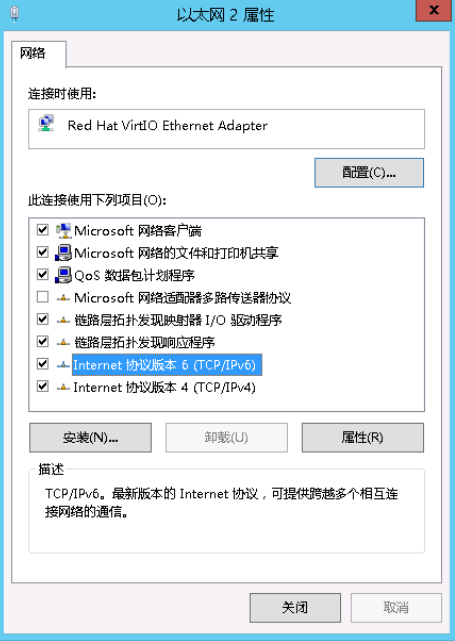 以太网 2 属性
网络
连接时使用:
Red Hat VirtIO Ethernet Adapter
配置(C)...
此连接使用下列项目(O):
Microsoft 网络客户端
Microsoft 网络的文件和打印机共享
QoS 数据包计划程序
Microsoft 网络适配器多路传送器协议
链路层拓扑发现映射器 I/O 驱动程序
链路层拓扑发现响应程序
Internet 协议版本 6 (TCP/IPv6)
Internet 协议版本 4 (TCP/IPv4)
安装(N)...
卸载(U)
属性(R)
描述
TCP/IPv6。最新版本的 Internet 协议，可提供跨越多个相互连
接网络的通信。
关闭
取消